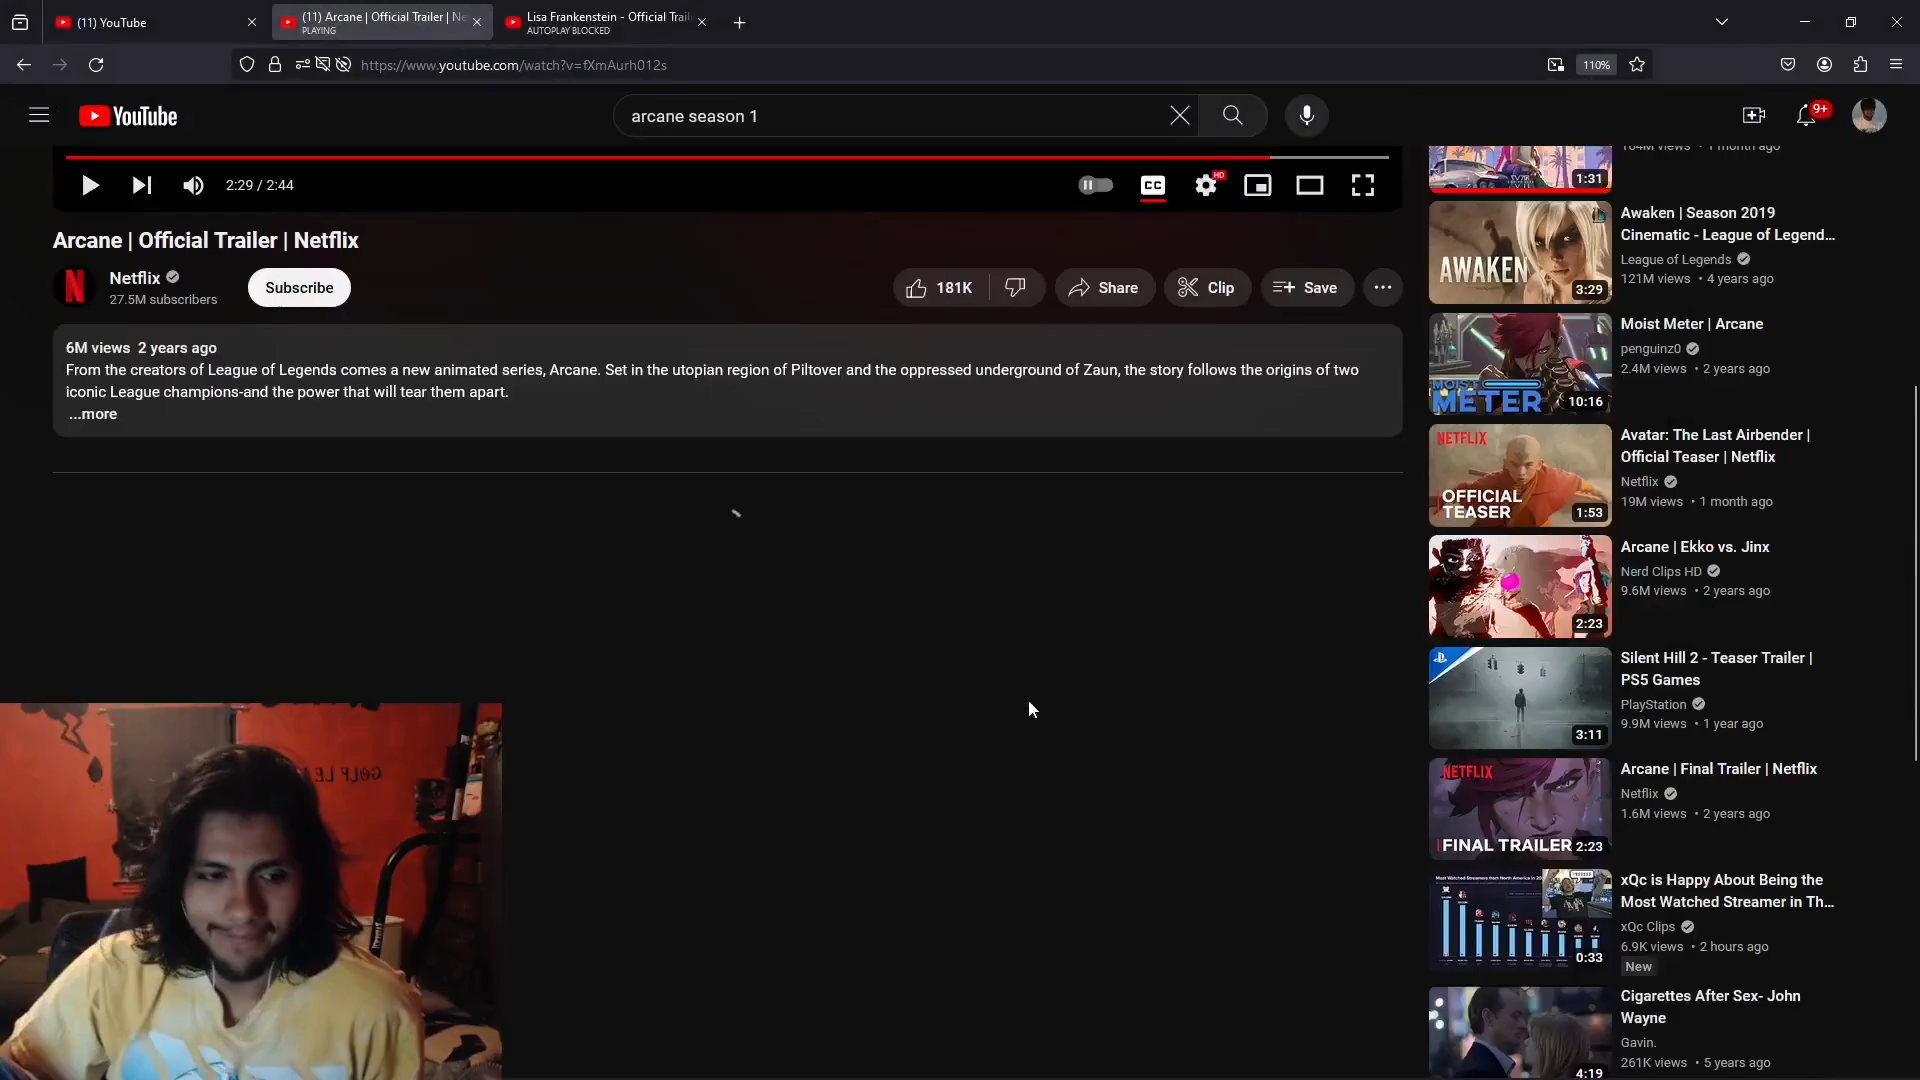 (11) YouTube
(11) Arcane | Official Trailer | Ne
PLAYING
Lisa Frankenstein - Official Trail
AUTOPLAY BLOCKED
https://www.youtube.com/watch?v=fXmAurh012s
110%
YouTube
arcane season 1
9+
2:29 / 2:44
CC
HD
Arcane | Official Trailer | Netflix
Netflix
27.5M subscribers
Subscribe
181K
Share
Clip
Save
6M views 2 years ago
From the creators of League of Legends comes a new animated series, Arcane. Set in the utopian region of Piltover and the oppressed underground of Zaun, the story follows the origins of two
iconic League champions-and the power that will tear them apart.
...more
164M views • 1 month ago
1:31
Awaken | Season 2019
Cinematic - League of Legend...
League of Legends
121M views • 4 years ago
AWAKEN
3:29
Moist Meter | Arcane
penguinz0
2.4M views • 2 years ago
MOIST
METER
10:16
Avatar: The Last Airbender |
Official Teaser | Netflix
Netflix
19M views • 1 month ago
NETFLIX
OFFICIAL
TEASER
1:53
Arcane | Ekko vs. Jinx
Nerd Clips HD
9.6M views • 2 years ago
2:23
Silent Hill 2 - Teaser Trailer |
PS5 Games
PlayStation
9.9M views • 1 year ago
3:11
Arcane | Final Trailer | Netflix
Netflix
1.6M views • 2 years ago
NETFLIX
FINAL TRAILER
2:23
xQc is Happy About Being the
Most Watched Streamer in Th...
xQc Clips
6.9K views • 2 hours ago
New
0:33
Cigarettes After Sex- John
Wayne
Gavin.
261K views • 5 years ago
4:19